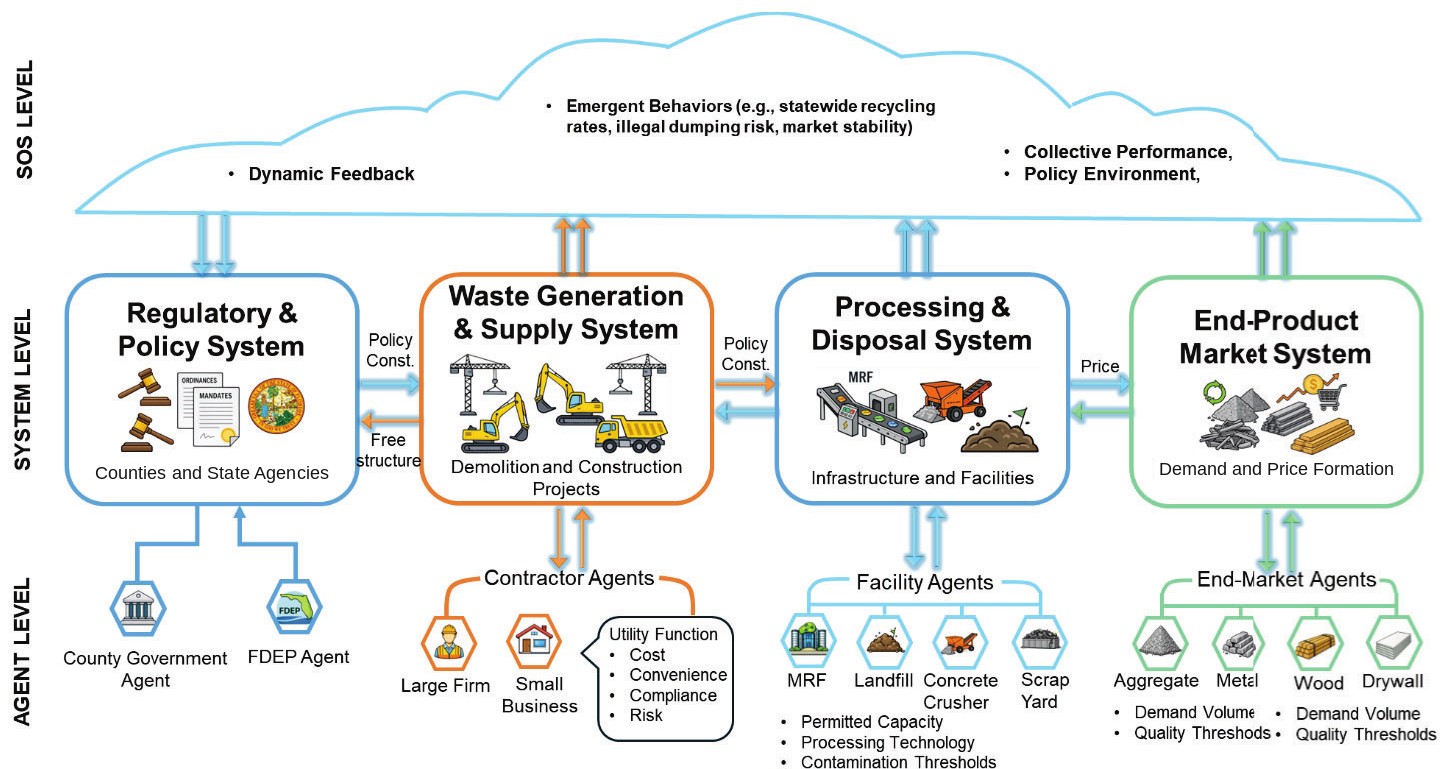 SOS LEVEL
• Emergent Behaviors (e.g., statewide recycling
rates, illegal dumping risk, market stability)
• Dynamic Feedback
• Collective Performance,
• Policy Environment,
SYSTEM LEVEL
Regulatory &
Policy System
ORDINANCES
MANDATES
Counties and State Agencies
Policy
Const.
Free
structure
Waste Generation
& Supply System
Demolition and Construction
Projects
Policy
Const.
Processing &
Disposal System
MRF
Infrastructure and Facilities
Price
End-Product
Market System
Demand and Price Formation
AGENT LEVEL
County Government
Agent
FDEP
FDEP Agent
Contractor Agents
Large Firm
Small
Business
Utility Function
• Cost
• Convenience
• Compliance
• Risk
Facility Agents
MRF
Landfill
Concrete
Crusher
Scrap
Yard
• Permitted Capacity
• Processing Technology
• Contamination Thresholds
End-Market Agents
Aggregate
Metal
Wood
Drywall
• Demand Volume
• Quality Thresholds
• Demand Volume
• Quality Thresholds